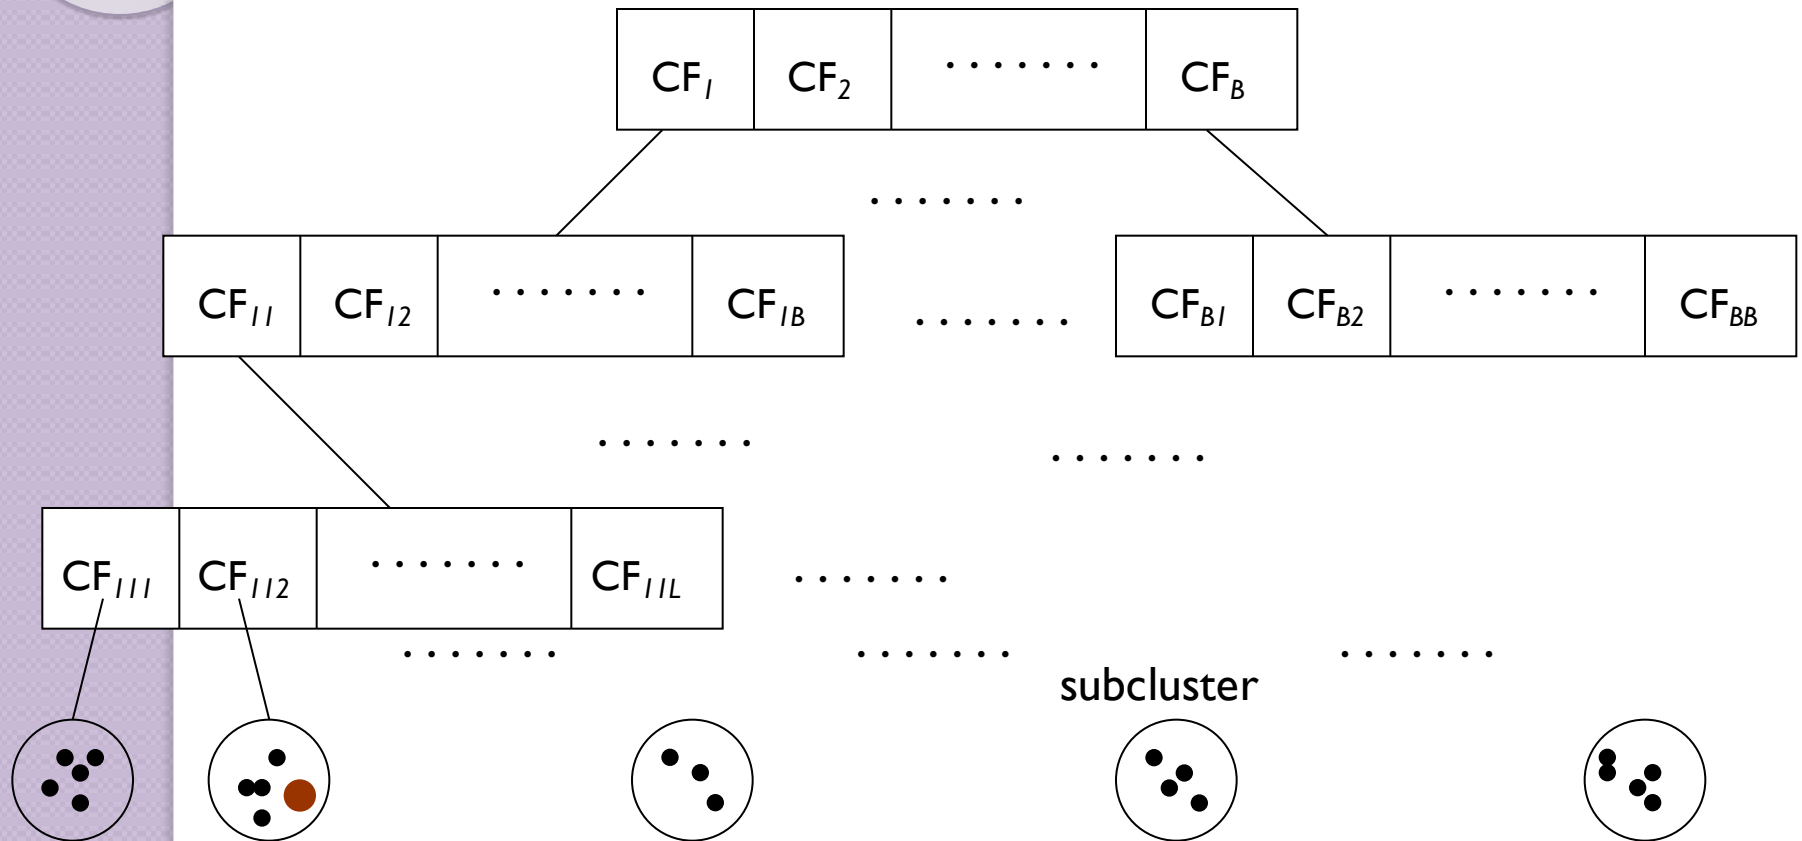 CF1 CF2 ....... CFB
.......
CF11 CF12 ....... CF1B ....... CFB1 CFB2 ....... CFBB
....... .......
CF111 CF112 ....... CF11L .......
....... ....... .......
subcluster